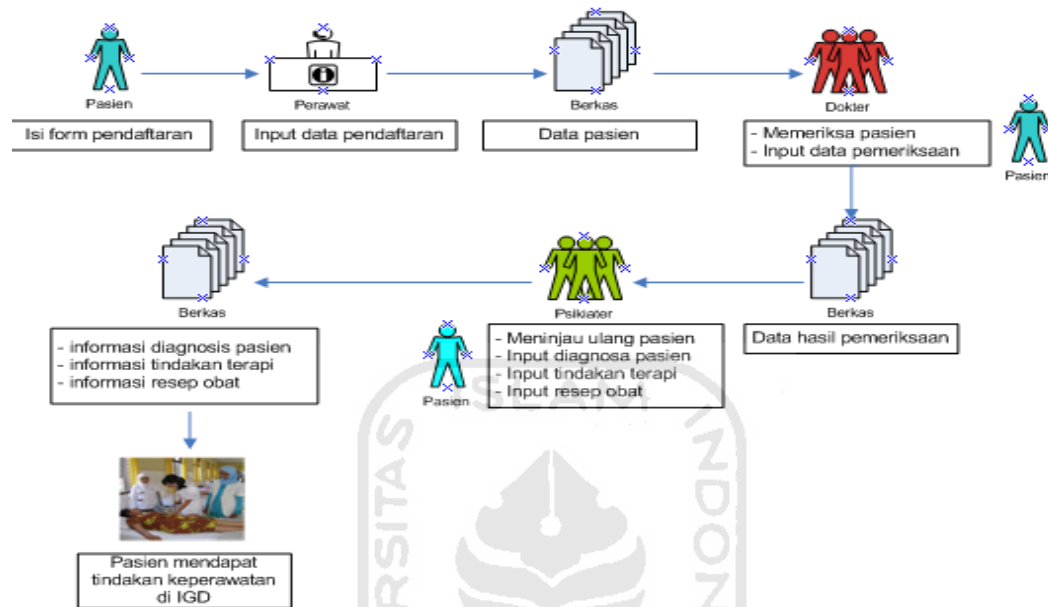 Pasien
Perawat
Berkas
Dokter
Isi form pendaftaran
Input data pendaftaran
Data pasien
- Memeriksa pasien
- Input data pemeriksaan
Pasien
Berkas
Psikiater
Berkas
- informasi diagnosis pasien
- informasi tindakan terapi
- informasi resep obat
Pasien
- Meninjau ulang pasien
- Input diagnosa pasien
- Input tindakan terapi
- Input resep obat
Data hasil pemeriksaan
Pasien mendapat
tindakan keperawatan
di IGD
ISLAM